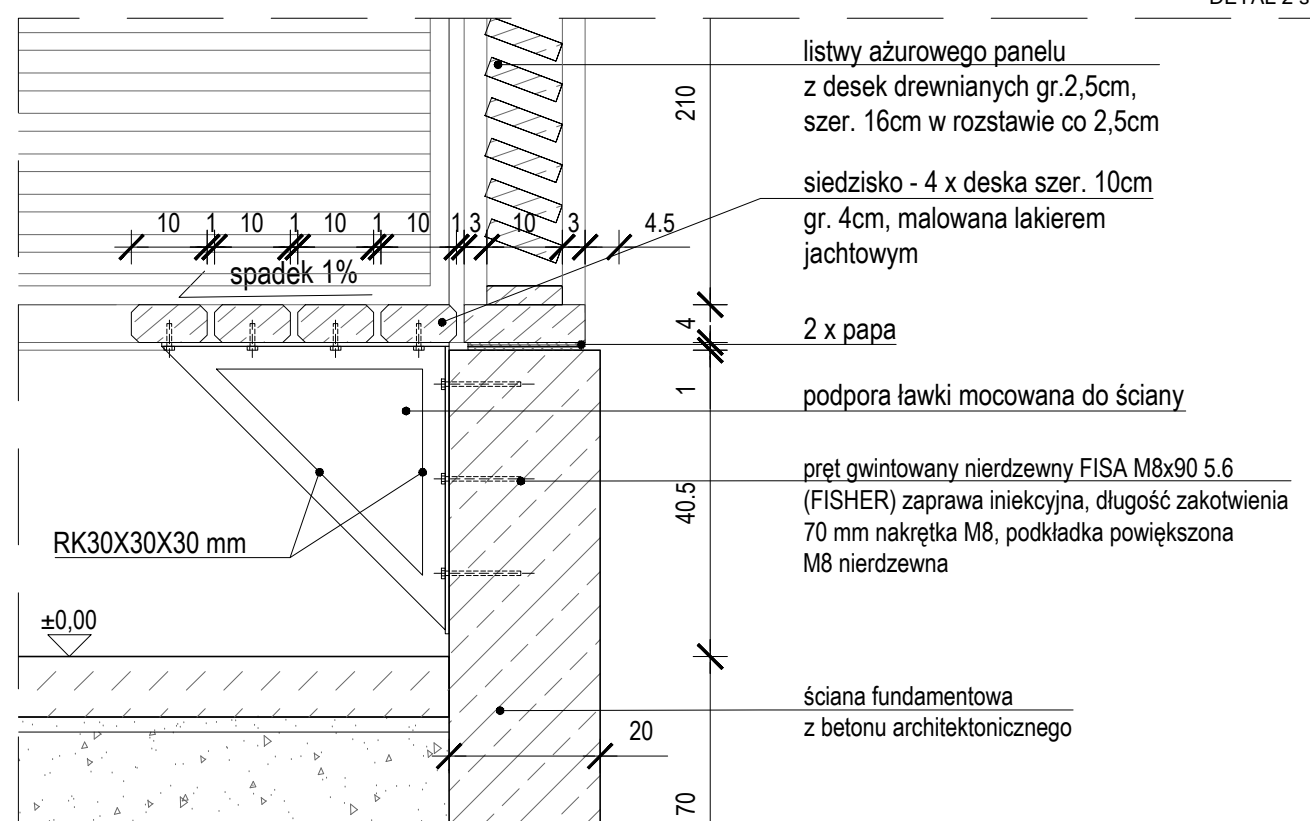 DETAL 2 s
listwy ażurowego panelu
z desek drewnianych gr.2,5cm,
szer. 16cm w rozstawie co 2,5cm
210
siedzisko - 4 x deska szer. 10cm
gr. 4cm, malowana lakierem
jachtowym
10 1 10 1 10 1 10 1 3 10 3 4.5
spadek 1%
4
2 x papa
1
podpora ławki mocowana do ściany
pręt gwintowany nierdzewny FISA M8x90 5.6
(FISHER) zaprawa iniekcyjna, długość zakotwienia
70 mm nakrętka M8, podkładka powiększona
M8 nierdzewna
40.5
RK30X30X30 mm
±0,00
ściana fundamentowa
z betonu architektonicznego
20
70